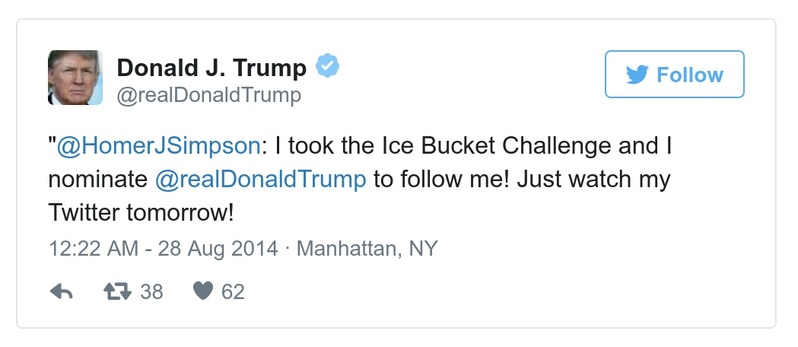 Donald J. Trump
@realDonaldTrump
Follow
"@HomerJSimpson: I took the Ice Bucket Challenge and I
nominate @realDonaldTrump to follow me! Just watch my
Twitter tomorrow!
12:22 AM - 28 Aug 2014 · Manhattan, NY
38 62